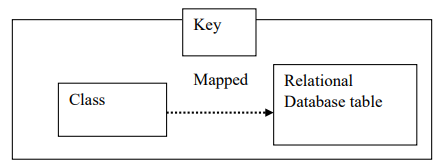 Key
Mapped
Class
Relational
Database table